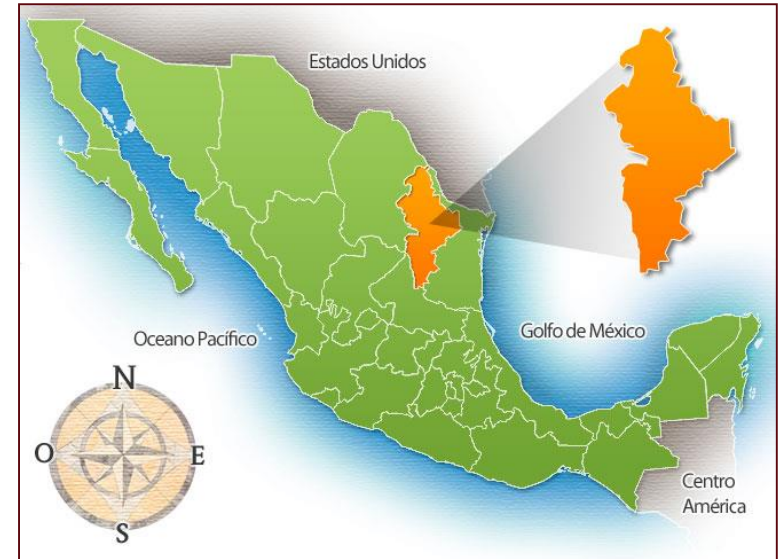 Estados Unidos
Oceano Pacífico
Golfo de México
N
O
E
S
Centro
América